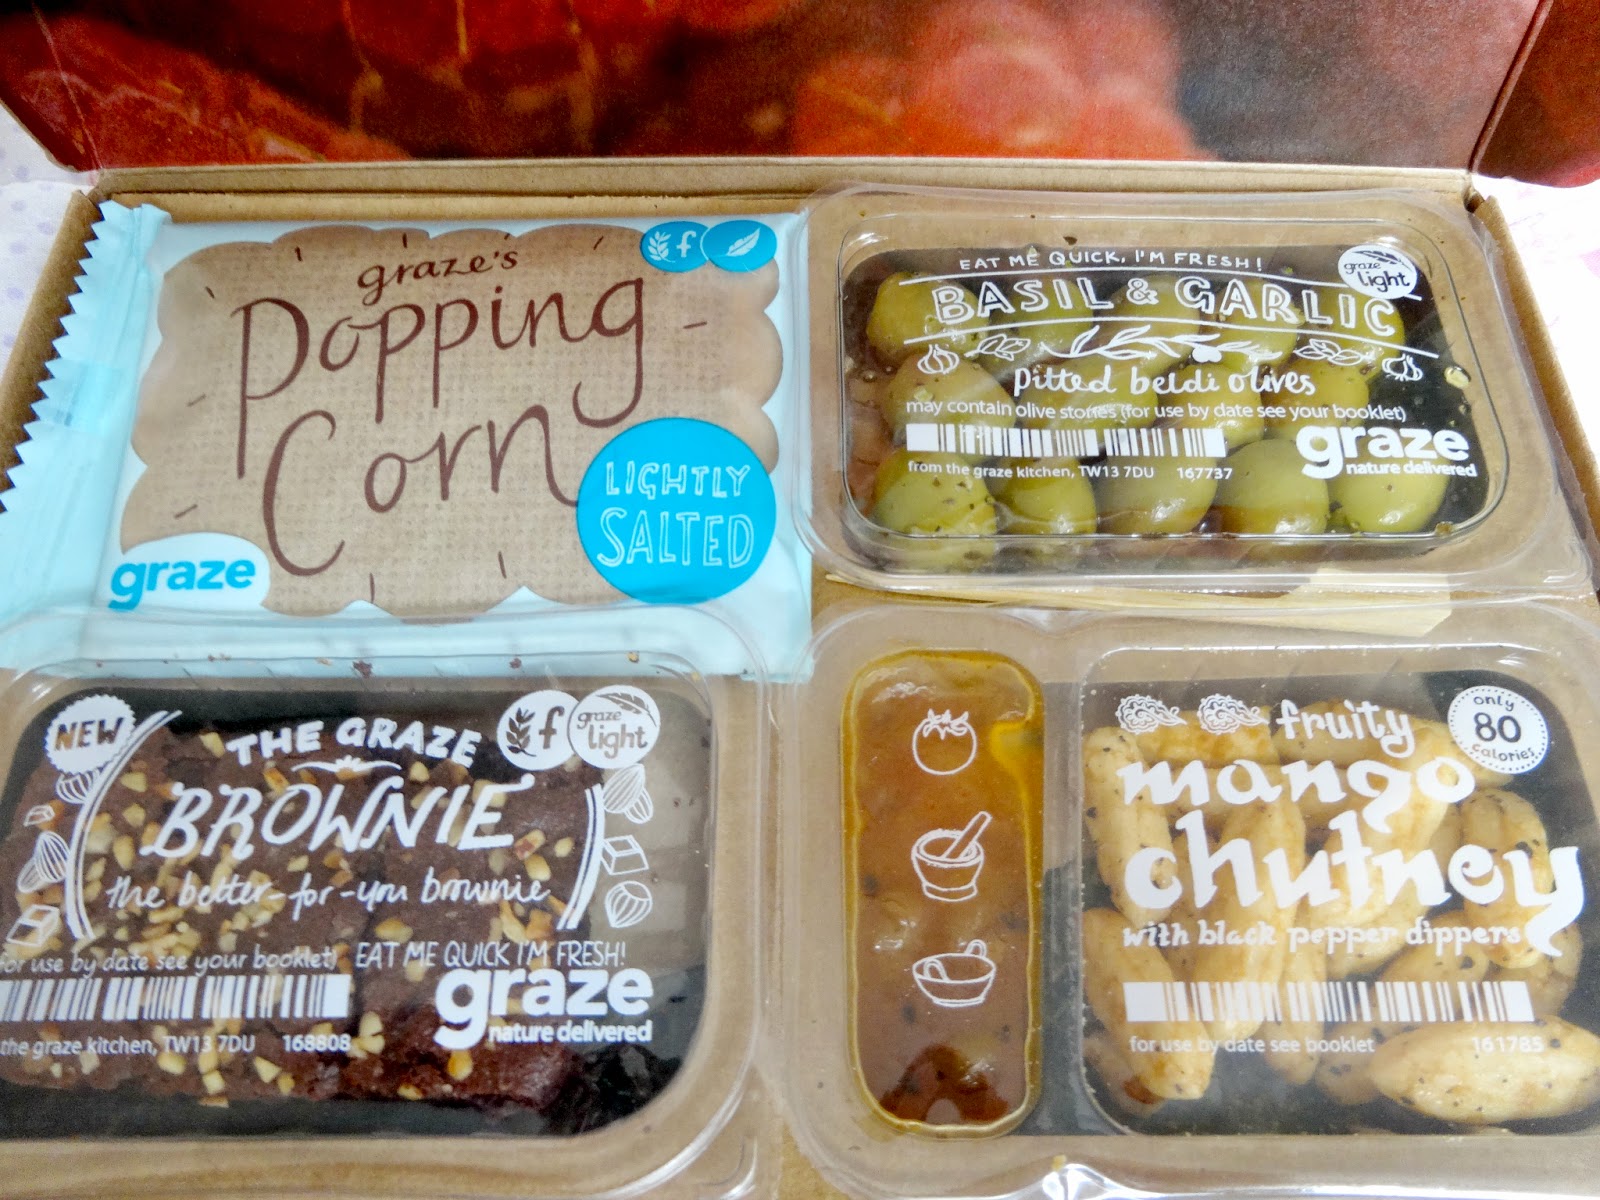 graze's
Popping
Corn
LIGHTLY
SALTED
graze
f
EAT ME QUICK, I'M FRESH!
graze
light
BASIL & GARLIC
pitted beldi olives
may contain olive stones (for use by date see your booklet)
graze
nature delivered
from the graze kitchen, TW13 7DU 167737
NEW
THE GRAZE
BROWNIE
f
graze
light
the better-for-you brownie
for use by date see your booklet) EAT ME QUICK I'M FRESH!
graze
nature delivered
the graze kitchen, TW13 7DU 168808
fruity
mango
chutney
with black pepper dippers
only
80
calories
for use by date see booklet 161785